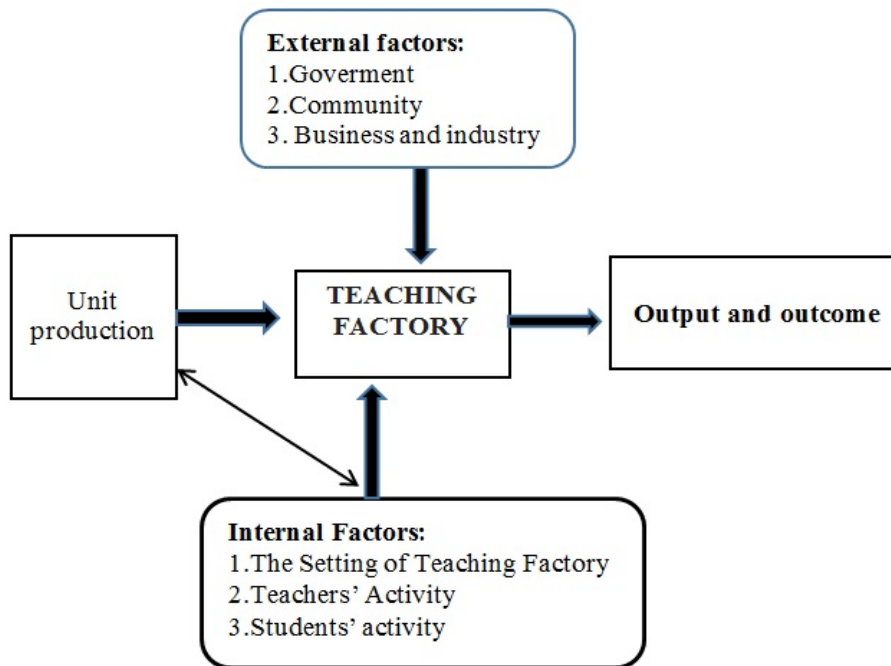 External factors:
1.Goverment
2.Community
3. Business and industry
Unit
production
TEACHING
FACTORY
Output and outcome
Internal Factors:
1.The Setting of Teaching Factory
2.Teachers’ Activity
3.Students’ activity